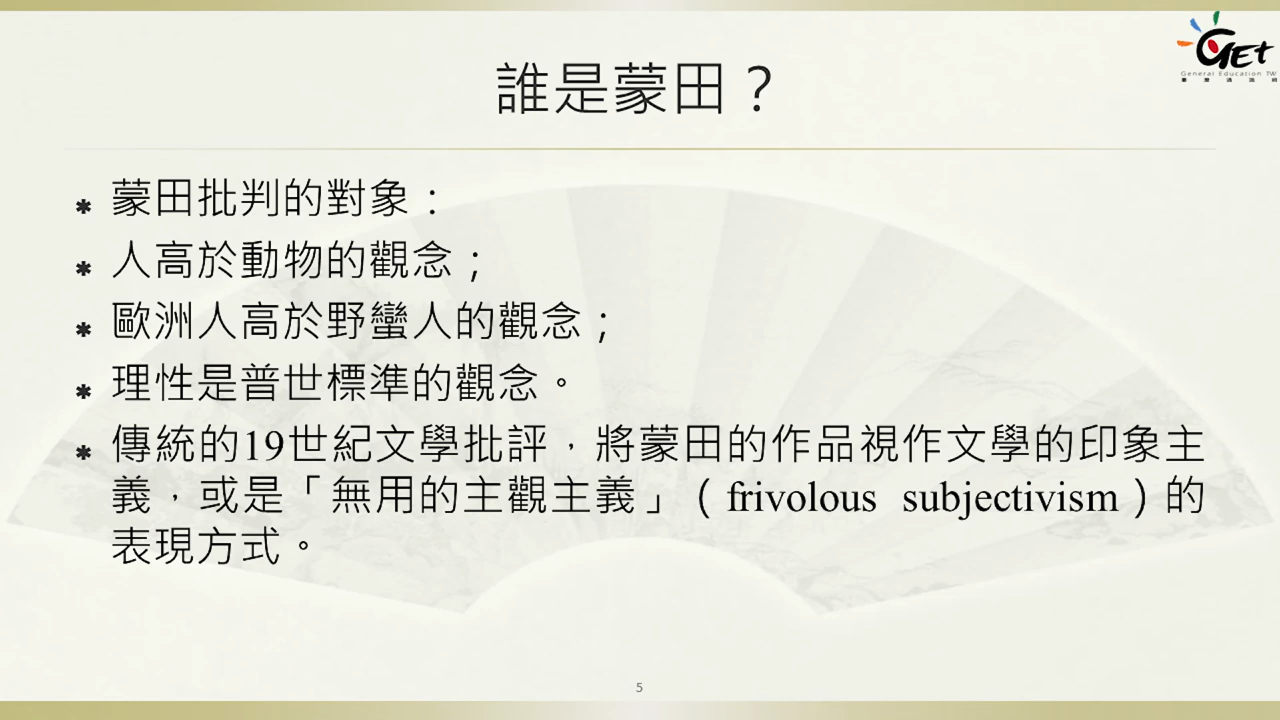 GET
General Education TW
誰是蒙田？
蒙田批判的對象：
人高於動物的觀念；
歐洲人高於野蠻人的觀念；
理性是普世標準的觀念。
傳統的19世紀文學批評，將蒙田的作品視作文學的印象主
義，或是「無用的主觀主義」（frivolous subjectivism）的
表現方式。
5